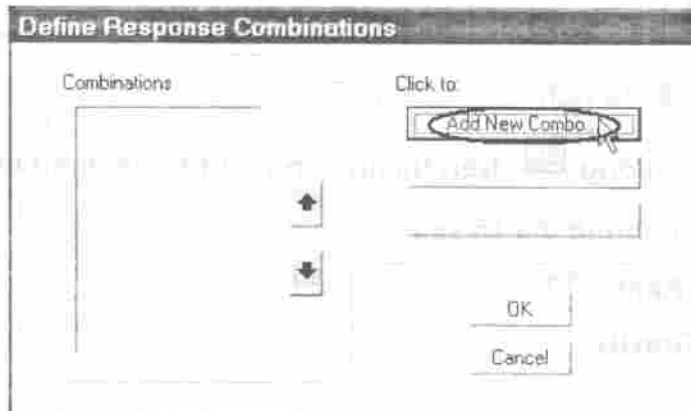 Define Response Combinations
Combinations
Click to:
Add New Combo
OK
Cancel